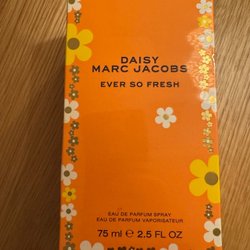 DAISY
MARC JACOBS
EVER SO FRESH
EAU DE PARFUM SPRAY
EAU DE PARFUM VAPORISATEUR
75 ml ℮ 2.5 FL OZ